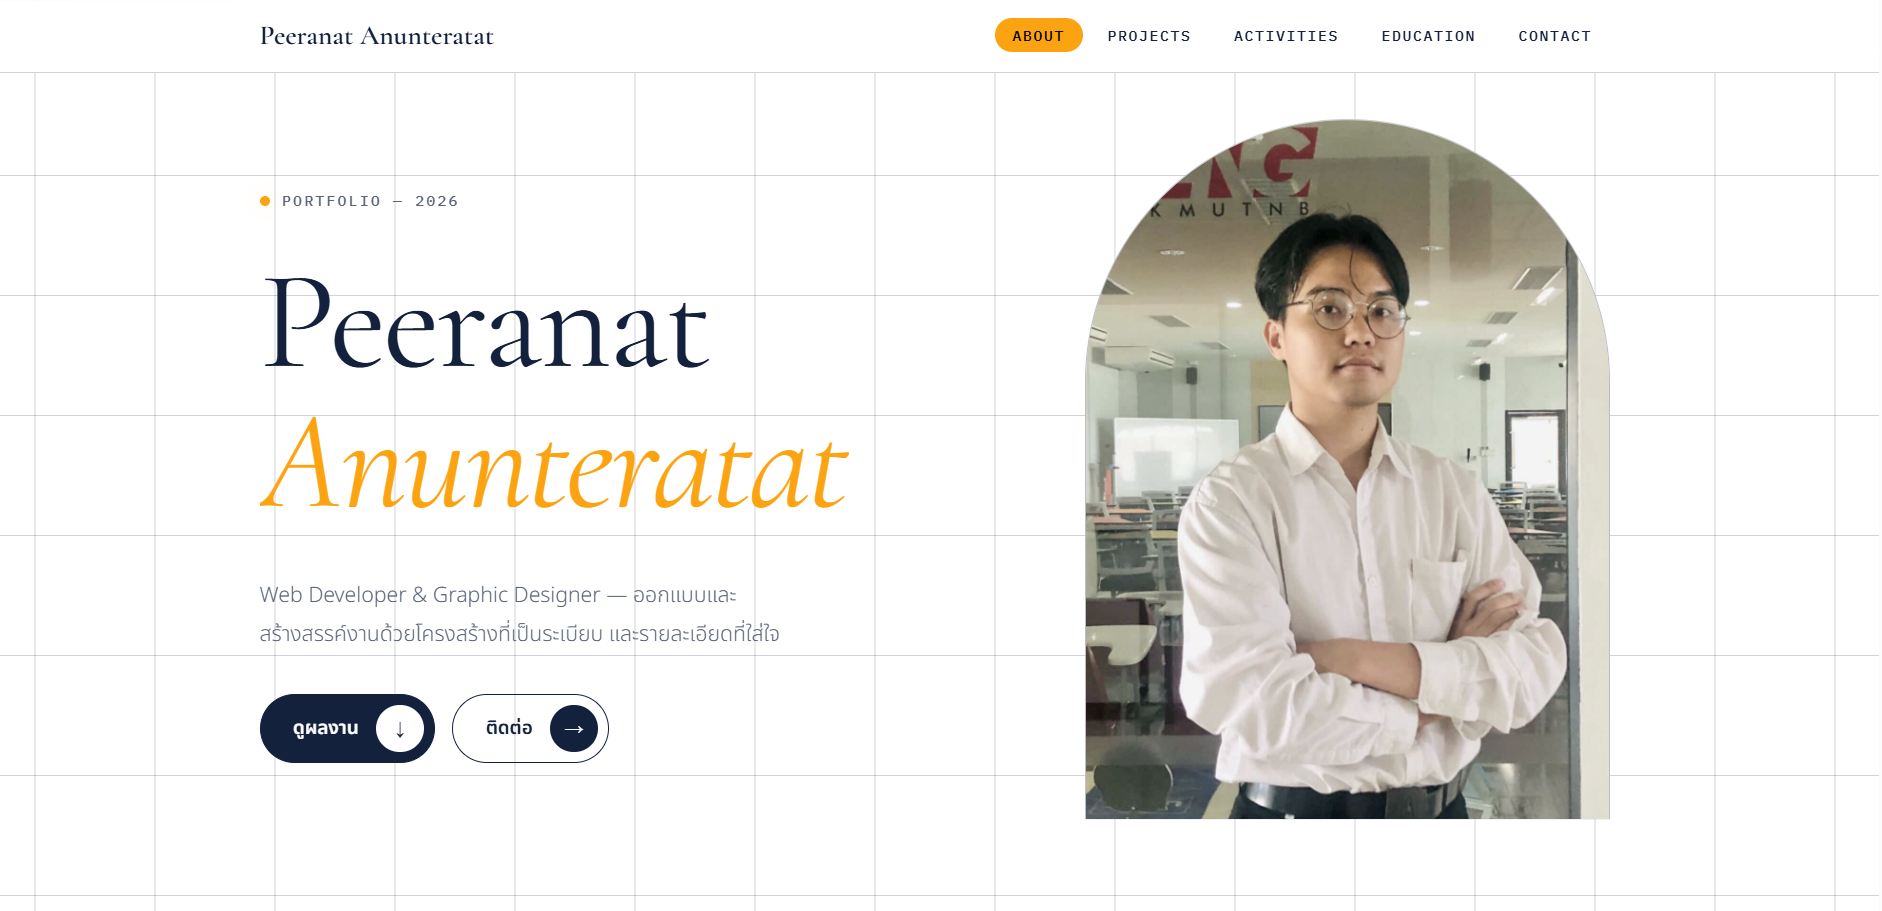 Peeranat Anunteratat
ABOUT PROJECTS ACTIVITIES EDUCATION CONTACT
PORTFOLIO — 2026
Peeranat
Anunteratat
Web Developer & Graphic Designer — ออกแบบและ
สร้างสรรค์งานด้วยโครงสร้างที่เป็นระเบียบ และรายละเอียดที่ใส่ใจ
ดูผลงาน ↓
ติดต่อ →
NG
KMUTNB